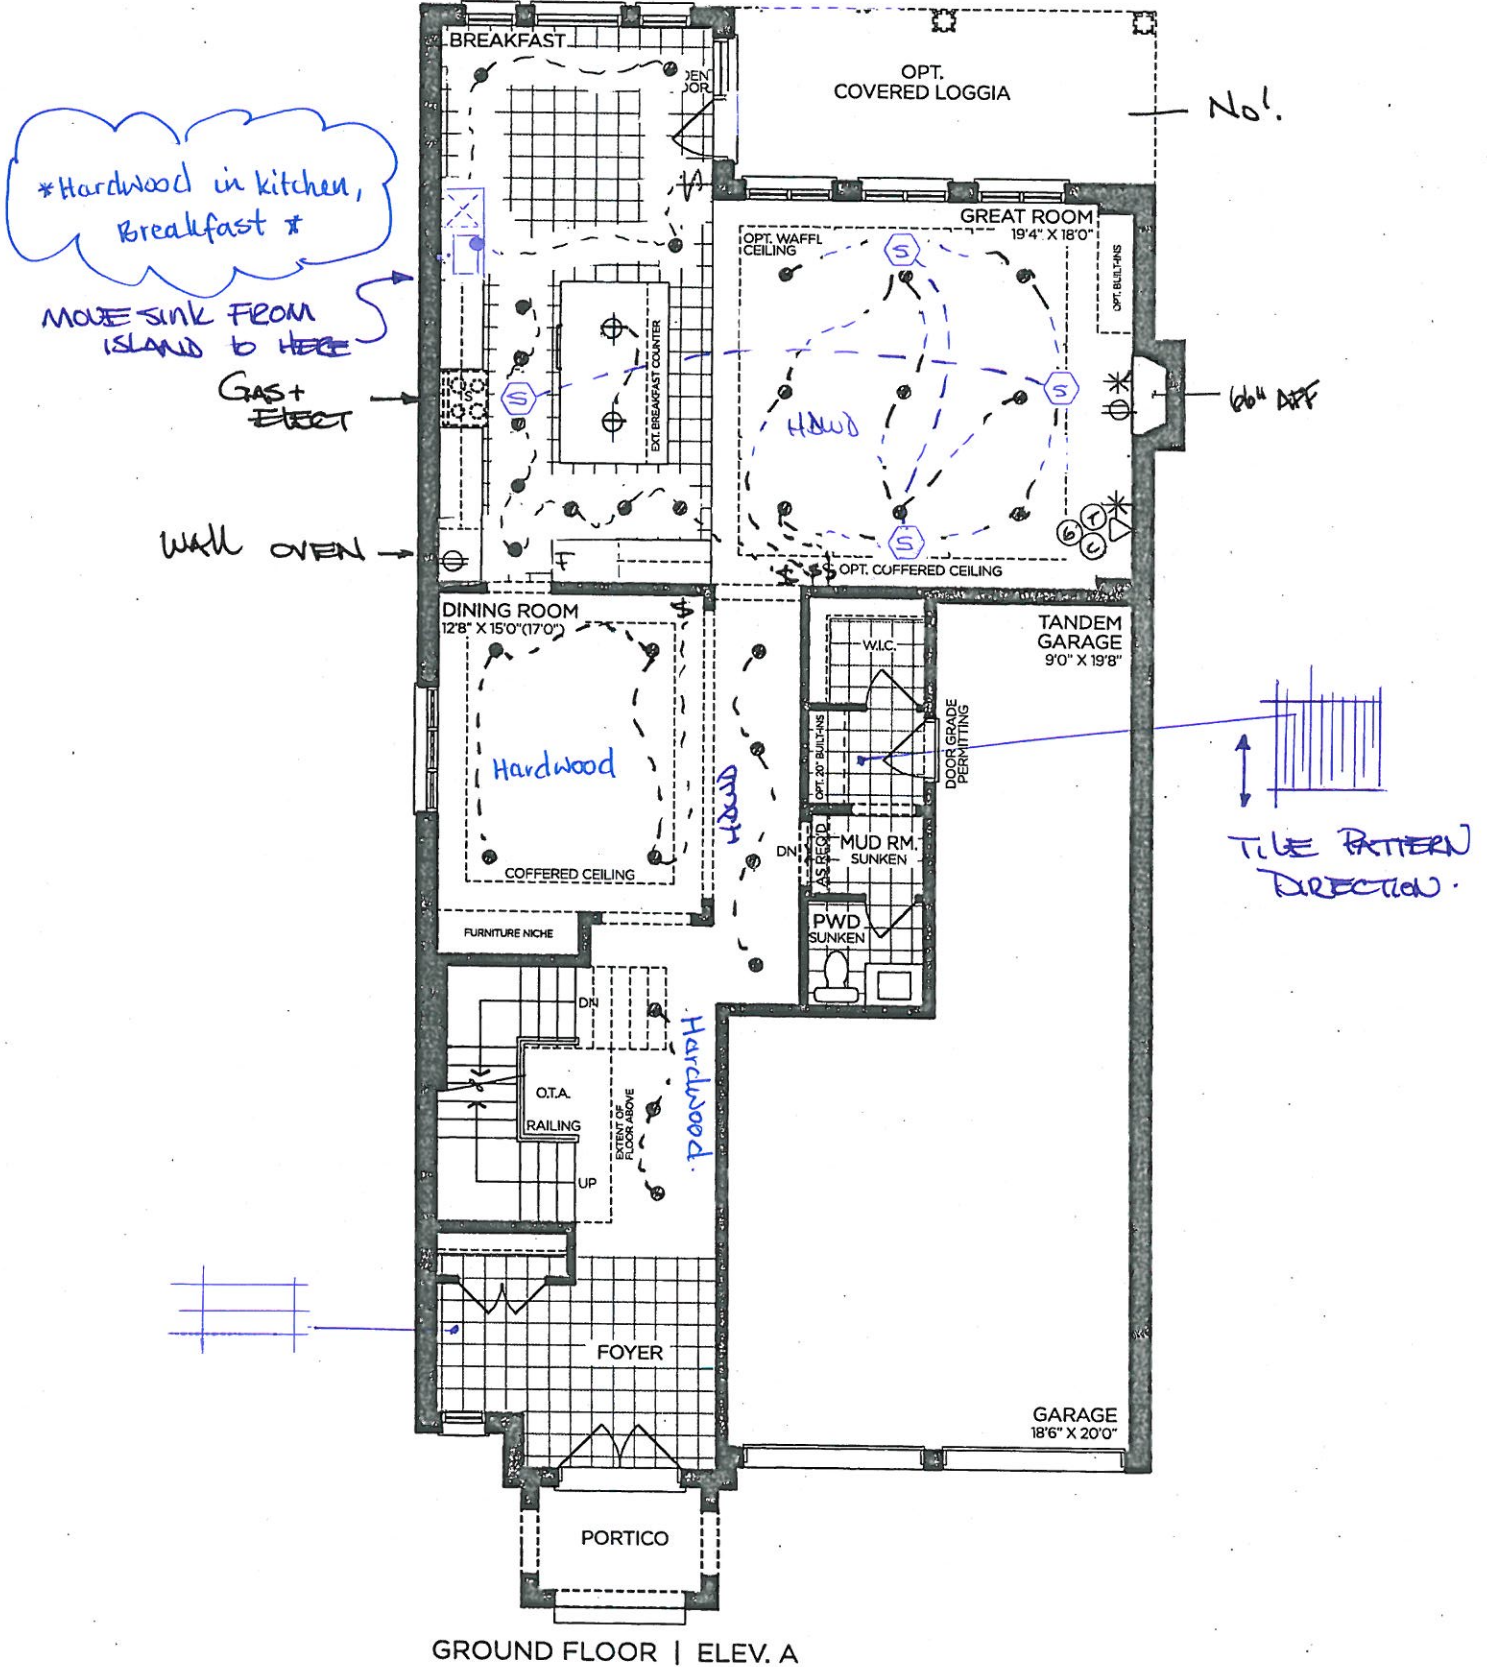 BREAKFAST
OPT.
COVERED LOGGIA
No!
*Hardwood in kitchen,
Breakfast *
GREAT ROOM
19'4" X 18'0"
OPT. WAFFL
CEILING
OPT. BUILT-INS
MOVE SINK FROM
ISLAND to HERE
EXT. BREAKFAST COUNTER
GAS +
ELECT
S
S
S
S
HDWD
66" AFF
WALL OVEN
F
6
T
C
OPT. COFFERED CEILING
DINING ROOM
12'8" X 15'0"(17'0")
Hardwood
COFFERED CEILING
HDWD
W.I.C.
TANDEM
GARAGE
9'0" X 19'8"
OPT. 20" BUILT-INS
DOOR GRADE
PERMITTING
TILE PATTERN
DIRECTION.
DN
AS REQ'D
MUD RM.
SUNKEN
PWD
SUNKEN
FURNITURE NICHE
DN
O.T.A.
RAILING
EXTENT OF
FLOOR ABOVE
Hardwood.
UP
FOYER
GARAGE
18'6" X 20'0"
PORTICO
GROUND FLOOR | ELEV. A